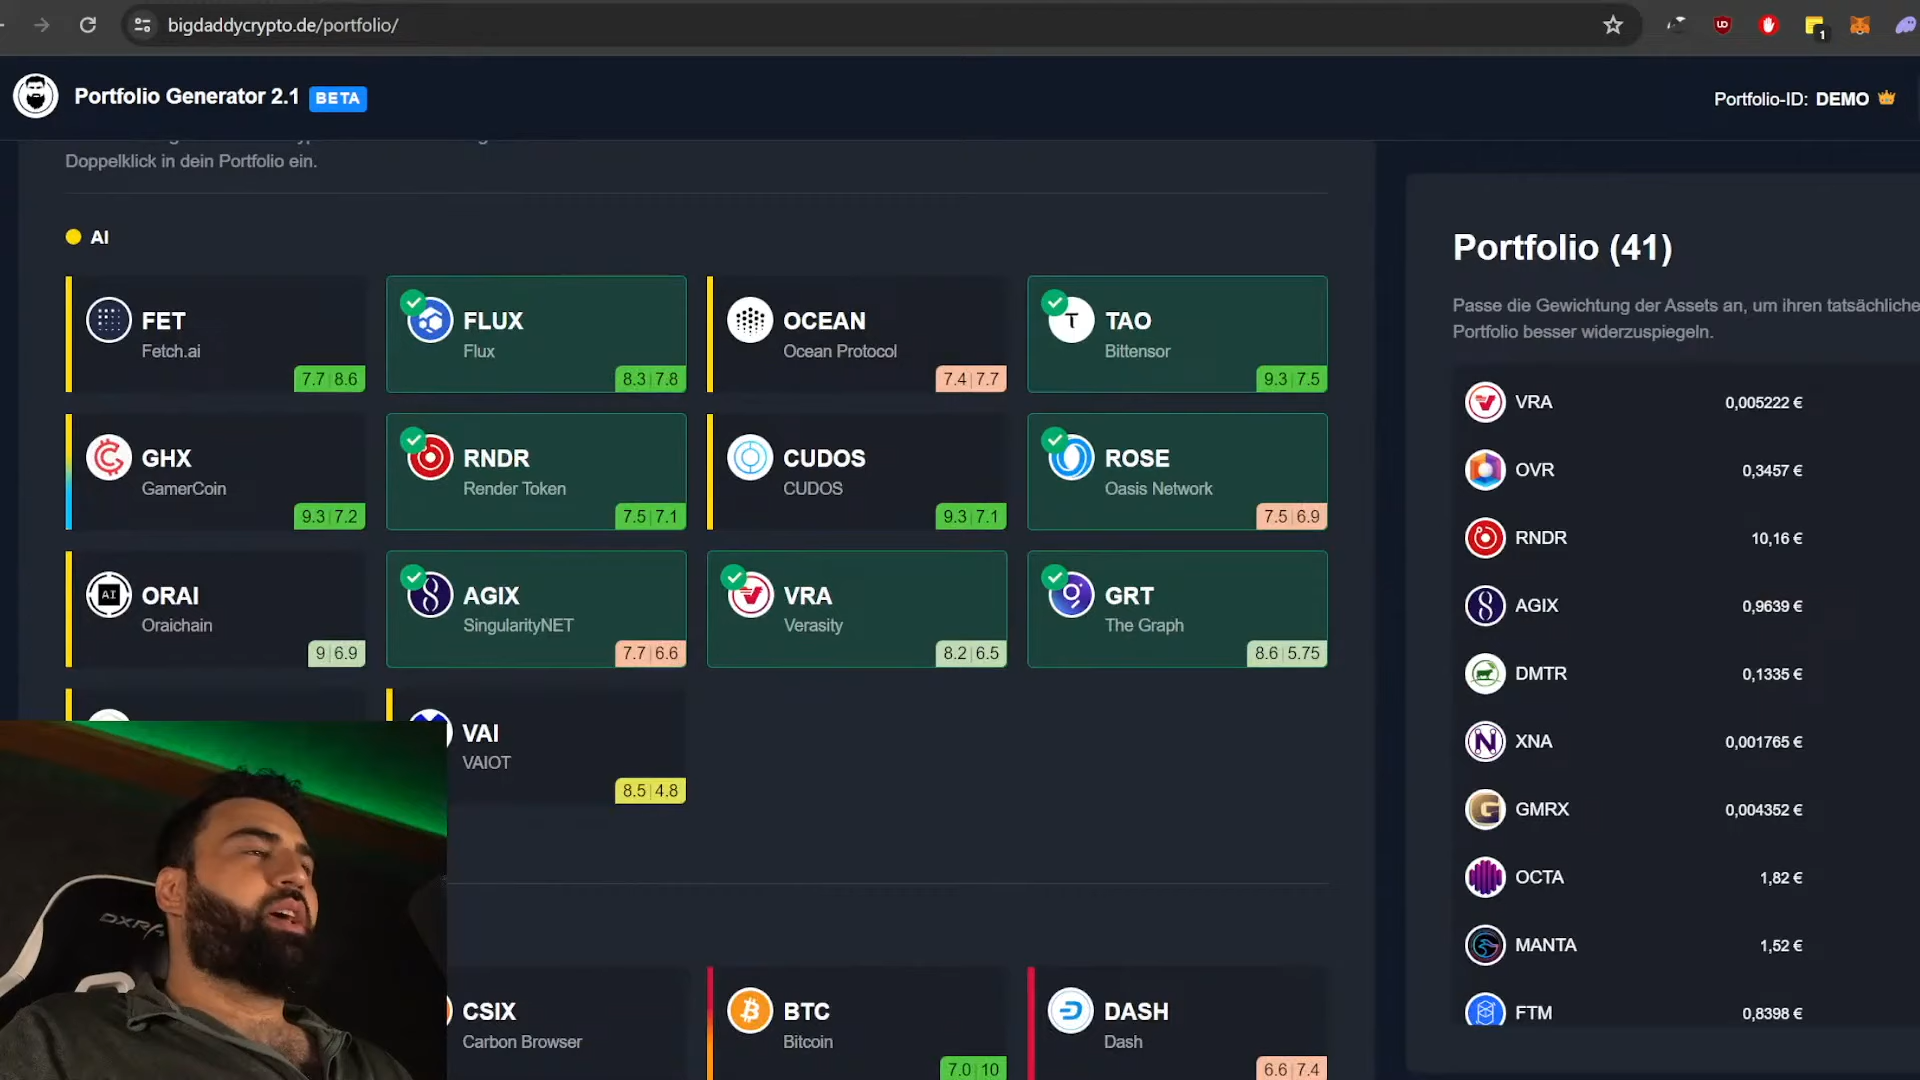 bigdaddycrypto.de/portfolio/
1
Portfolio Generator 2.1 BETA
Portfolio-ID: DEMO
Doppelklick in dein Portfolio ein.
AI
FET
Fetch.ai
7.7 | 8.6
FLUX
Flux
8.3 | 7.8
OCEAN
Ocean Protocol
7.4 | 7.7
TAO
Bittensor
9.3 | 7.5
GHX
GamerCoin
9.3 | 7.2
RNDR
Render Token
7.5 | 7.1
CUDOS
CUDOS
9.3 | 7.1
ROSE
Oasis Network
7.5 | 6.9
ORAI
Oraichain
9 | 6.9
AGIX
SingularityNET
7.7 | 6.6
VRA
Verasity
8.2 | 6.5
GRT
The Graph
8.6 | 5.75
VAI
VAIOT
8.5 | 4.8
CSIX
Carbon Browser
BTC
Bitcoin
7.0 | 10
DASH
Dash
6.6 | 7.4
Portfolio (41)
Passe die Gewichtung der Assets an, um ihren tatsächliche
Portfolio besser widerzuspiegeln.
VRA 0,005222 €
OVR 0,3457 €
RNDR 10,16 €
AGIX 0,9639 €
DMTR 0,1335 €
XNA 0,001765 €
GMRX 0,004352 €
OCTA 1,82 €
MANTA 1,52 €
FTM 0,8398 €